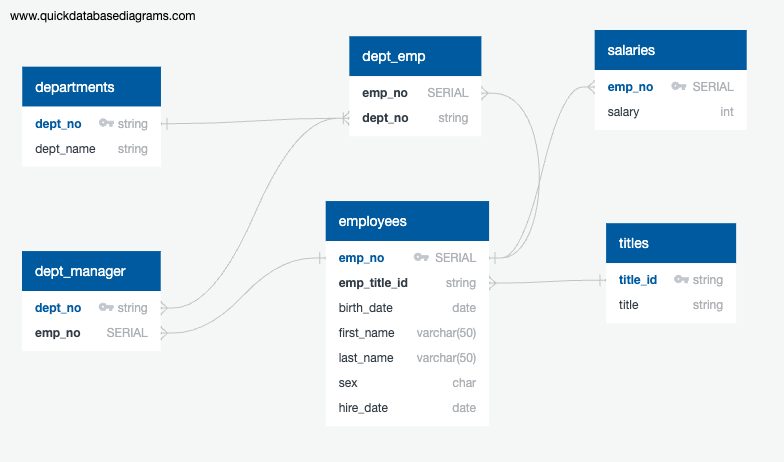 www.quickdatabasediagrams.com
departments
dept_no string
dept_name string
dept_emp
emp_no SERIAL
dept_no string
salaries
emp_no SERIAL
salary int
dept_manager
dept_no string
emp_no SERIAL
employees
emp_no SERIAL
emp_title_id string
birth_date date
first_name varchar(50)
last_name varchar(50)
sex char
hire_date date
titles
title_id string
title string